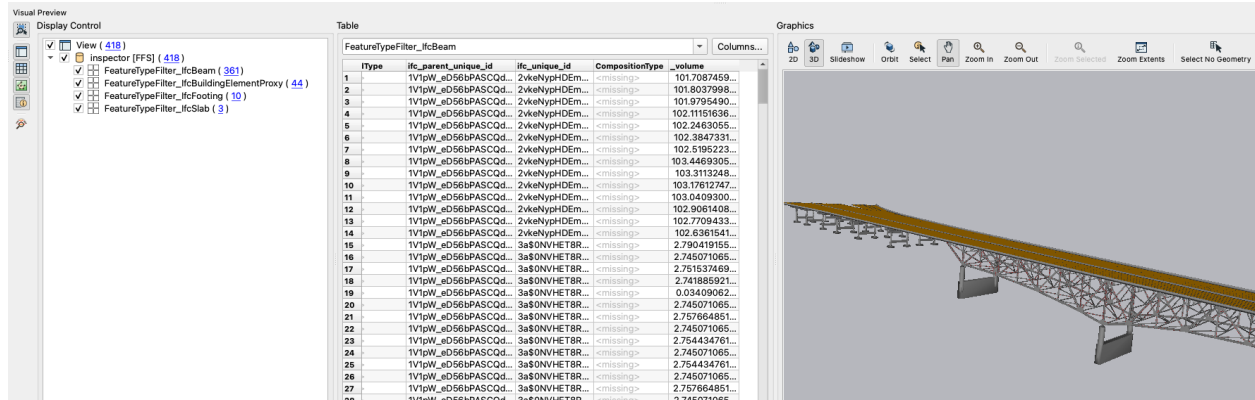 Visual Preview
Display Control
View ( 418 )
inspector [FFS] ( 418 )
FeatureTypeFilter_IfcBeam ( 361 )
FeatureTypeFilter_IfcBuildingElementProxy ( 44 )
FeatureTypeFilter_IfcFooting ( 10 )
FeatureTypeFilter_IfcSlab ( 3 )
Table
FeatureTypeFilter_IfcBeam Columns...
lType ifc_parent_unique_id ifc_unique_id CompositionType _volume
1 1V1pW_eD56bPASCQd... 2vkeNypHDEm... <missing> 101.7087459...
2 1V1pW_eD56bPASCQd... 2vkeNypHDEm... <missing> 101.8037998...
3 1V1pW_eD56bPASCQd... 2vkeNypHDEm... <missing> 101.9795490...
4 1V1pW_eD56bPASCQd... 2vkeNypHDEm... <missing> 102.11151636...
5 1V1pW_eD56bPASCQd... 2vkeNypHDEm... <missing> 102.2463055...
6 1V1pW_eD56bPASCQd... 2vkeNypHDEm... <missing> 102.3847331...
7 1V1pW_eD56bPASCQd... 2vkeNypHDEm... <missing> 102.5195223...
8 1V1pW_eD56bPASCQd... 2vkeNypHDEm... <missing> 103.4469305...
9 1V1pW_eD56bPASCQd... 2vkeNypHDEm... <missing> 103.3113248...
10 1V1pW_eD56bPASCQd... 2vkeNypHDEm... <missing> 103.17612747...
11 1V1pW_eD56bPASCQd... 2vkeNypHDEm... <missing> 103.0409300...
12 1V1pW_eD56bPASCQd... 2vkeNypHDEm... <missing> 102.9061408...
13 1V1pW_eD56bPASCQd... 2vkeNypHDEm... <missing> 102.7709433...
14 1V1pW_eD56bPASCQd... 2vkeNypHDEm... <missing> 102.6361541...
15 1V1pW_eD56bPASCQd... 3a$0NVHET8R... <missing> 2.790419155...
16 1V1pW_eD56bPASCQd... 3a$0NVHET8R... <missing> 2.745071065...
17 1V1pW_eD56bPASCQd... 3a$0NVHET8R... <missing> 2.751537469...
18 1V1pW_eD56bPASCQd... 3a$0NVHET8R... <missing> 2.741885921...
19 1V1pW_eD56bPASCQd... 3a$0NVHET8R... <missing> 0.03409062...
20 1V1pW_eD56bPASCQd... 3a$0NVHET8R... <missing> 2.745071065...
21 1V1pW_eD56bPASCQd... 3a$0NVHET8R... <missing> 2.757664851...
22 1V1pW_eD56bPASCQd... 3a$0NVHET8R... <missing> 2.745071065...
23 1V1pW_eD56bPASCQd... 3a$0NVHET8R... <missing> 2.754434761...
24 1V1pW_eD56bPASCQd... 3a$0NVHET8R... <missing> 2.745071065...
25 1V1pW_eD56bPASCQd... 3a$0NVHET8R... <missing> 2.754434761...
26 1V1pW_eD56bPASCQd... 3a$0NVHET8R... <missing> 2.745071065...
27 1V1pW_eD56bPASCQd... 3a$0NVHET8R... <missing> 2.757664851...
28 1V1pW_eD56bPASCQd... 3a$0NVHET8R... <missing> 2.745071065...
Graphics
2D 3D Slideshow Orbit Select Pan Zoom In Zoom Out Zoom Selected Zoom Extents Select No Geometry